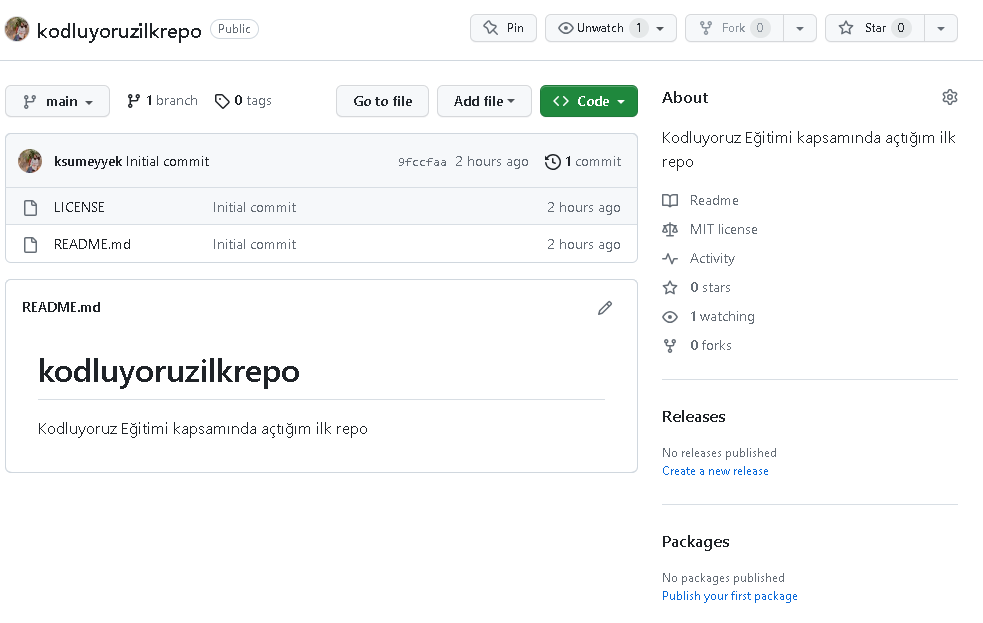 kodluyoruzilkrepo Public Pin Unwatch 1 Fork 0 Star 0
main 1 branch 0 tags Go to file Add file Code
ksumeyyek Initial commit 9fccfaa 2 hours ago 1 commit
LICENSE Initial commit 2 hours ago
README.md Initial commit 2 hours ago
README.md
kodluyoruzilkrepo
Kodluyoruz Eğitimi kapsamında açtığım ilk repo
About
Kodluyoruz Eğitimi kapsamında açtığım ilk
repo
Readme
MIT license
Activity
0 stars
1 watching
0 forks
Releases
No releases published
Create a new release
Packages
No packages published
Publish your first package